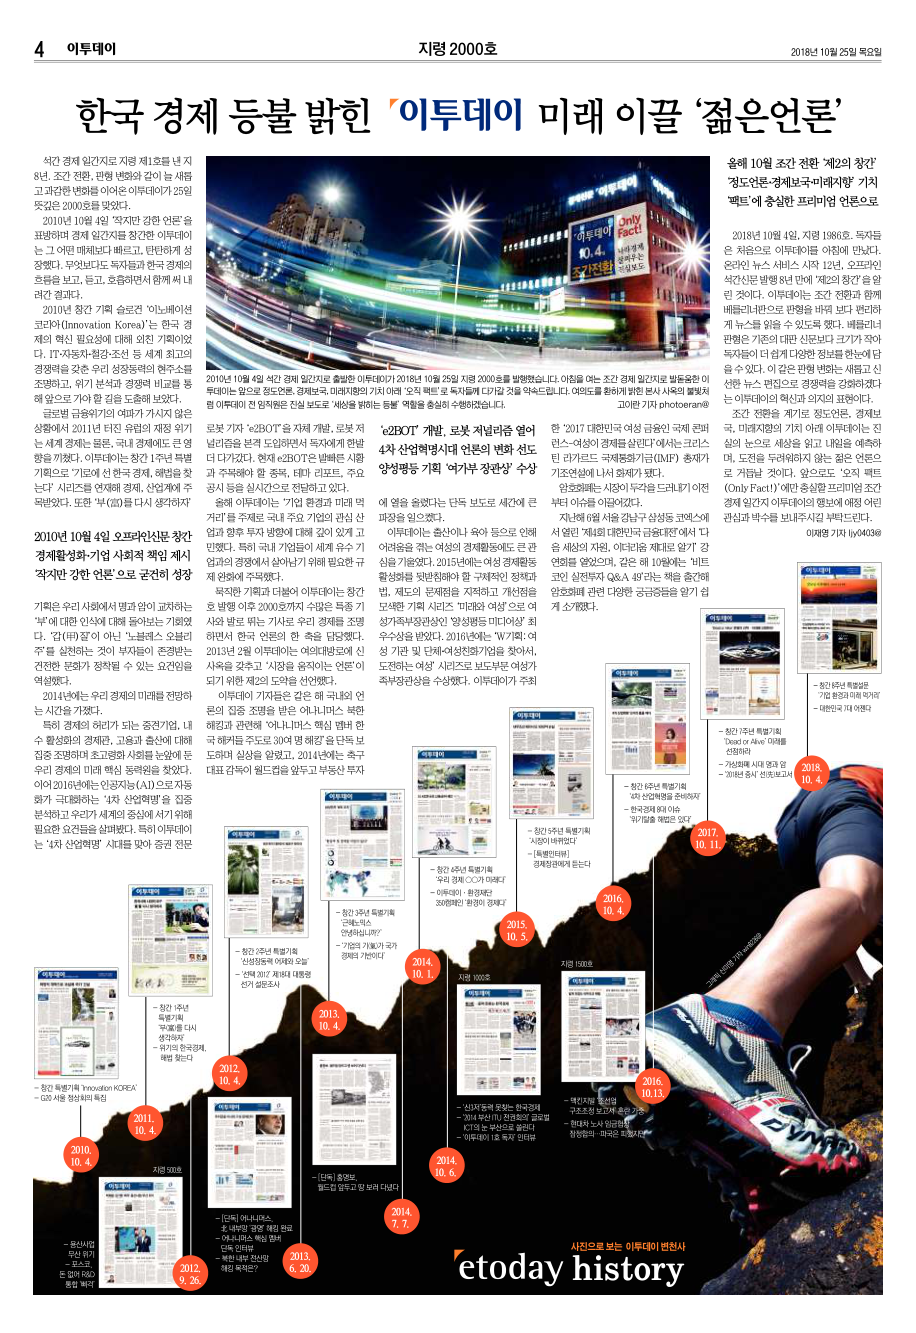 4 이투데이
지령 2000호
2018년 10월 25일 목요일
한국 경제 등불 밝힌 이투데이 미래 이끌 ‘젊은언론’
석간 경제 일간지로 지령 제1호를 낸 지
8년. 조간 전환, 판형 변화와 같이 늘 새롭
고 과감한 변화를 이어온 이투데이가 25일
뜻깊은 2000호를 맞았다.
2010년 10월 4일 ‘작지만 강한 언론’을
표방하며 경제 일간지를 창간한 이투데이
는 그 어떤 매체보다 빠르고, 탄탄하게 성
장했다. 무엇보다도 독자들과 한국 경제의
흐름을 보고, 듣고, 호흡하면서 함께 써 내
려간 결과다.
2010년 창간 기획 슬로건 ‘이노베이션
코리아(Innovation Korea)’는 한국 경
제의 혁신 필요성에 대해 외친 기획이었
다. IT·자동차·철강·조선 등 세계 최고의
경쟁력을 갖춘 우리 성장동력의 현주소를
조명하고, 위기 분석과 경쟁력 비교를 통
해 앞으로 가야 할 길을 도출해 보았다.
글로벌 금융위기의 여파가 가시지 않은
상황에서 2011년 터진 유럽의 재정 위기
는 세계 경제는 물론, 국내 경제에도 큰 영
향을 끼쳤다. 이투데이는 창간 1주년 특별
기획으로 ‘기로에 선 한국 경제, 해법을 찾
는다’ 시리즈를 연재해 경제, 산업계에 주
목받았다. 또한 ‘부(富)를 다시 생각하자’
2010년 10월 4일 오프라인신문 창간
경제활성화·기업 사회적 책임 제시
‘작지만 강한 언론’으로 굳건히 성장
기획은 우리 사회에서 명과 암이 교차하는
‘부’에 대한 인식에 대해 돌아보는 기회였
다. ‘갑(甲)질’이 아닌 ‘노블레스 오블리
주’를 실천하는 것이 부자들이 존경받는
건전한 문화가 정착될 수 있는 요건임을
역설했다.
2014년에는 우리 경제의 미래를 전망하
는 시간을 가졌다.
특히 경제의 허리가 되는 중견기업, 내
수 활성화의 경제관, 고용과 출산에 대해
집중 조명하며 초고령화 사회를 눈앞에 둔
우리 경제의 미래 핵심 동력원을 찾았다.
이어 2016년에는 인공지능(AI)으로 자동
화가 극대화하는 ‘4차 산업혁명’을 집중
분석하고 우리가 세계의 중심에 서기 위해
필요한 요건들을 살펴봤다. 특히 이투데이
는 ‘4차 산업혁명’ 시대를 맞아 증권 전문
이투데이
10. 4.
조간전환
Only
Fact!
2010년 10월 4일 석간 경제 일간지로 출발한 이투데이가 2018년 10월 25일 지령 2000호를 발행했습니다. 아침을 여는 조간 경제 일간지로 발돋움한 이
투데이는 앞으로 정도언론, 경제보국, 미래지향의 기치 아래 ‘오직 팩트’로 독자들께 다가갈 것을 약속드립니다. 여의도를 환하게 밝힌 본사 사옥의 불빛처
럼 이투데이 전 임직원은 진실 보도로 ‘세상을 밝히는 등불’ 역할을 충실히 수행하겠습니다. 고이란 기자 photoeran@
로봇 기자 ‘e2BOT’을 자체 개발, 로봇 저
널리즘을 본격 도입하면서 독자에게 한발
더 다가갔다. 현재 e2BOT은 발빠른 시황
과 주목해야 할 종목, 테마 리포트, 주요
공시 등을 실시간으로 전달하고 있다.
올해 이투데이는 ‘기업 환경과 미래 먹
거리’를 주제로 국내 주요 기업의 관심 산
업과 향후 투자 방향에 대해 깊이 있게 고
민했다. 특히 국내 기업들이 세계 유수 기
업과의 경쟁에서 살아남기 위해 필요한 규
제 완화에 주목했다.
묵직한 기획과 더불어 이투데이는 창간
호 발행 이후 2000호까지 수많은 특종 기
사와 발로 뛰는 기사로 우리 경제를 조명
하면서 한국 언론의 한 축을 담당했다.
2013년 2월 여의대방로에 이투데이의 신
사옥을 갖추고 ‘시장을 움직이는 언론’이
되기 위한 제2의 도약을 선언했다.
이투데이 기자들은 같은 해 국내외 언
론의 집중 조명을 받은 어나니머스 북한
해킹과 관련해 ‘어나니머스 핵심 멤버 한
국 해커들 주도로 30여 명 해킹’을 단독 보
도하며 실상을 알렸고, 2014년에는 축구
대표 감독이 월드컵을 앞두고 부동산 투자
‘e2BOT’ 개발, 로봇 저널리즘 열어
4차 산업혁명시대 언론의 변화 선도
양성평등 기획 ‘여가부 장관상’ 수상
에 열을 올렸다는 단독 보도로 세간에 큰
파장을 일으켰다.
이투데이는 출산이나 육아 등으로 인해
어려움을 겪는 여성의 경제활동에도 큰 관
심을 기울였다. 2015년에는 여성 경제활동
활성화를 뒷받침해야 할 구체적인 정책과
법, 제도의 문제점을 지적하고 개선점을
모색한 기획 시리즈 ‘미래와 여성’으로 여
성가족부장관상인 ‘양성평등 미디어상’ 최
우수상을 받았다. 2016년에는 ‘W기획: 여
성 기관 및 단체·여성친화기업을 찾아서,
도전하는 여성’ 시리즈로 보도부문 여성가
족부장관상을 수상했다. 이투데이가 주최
한 ‘2017 대한민국 여성 금융인 국제 콘퍼
런스-여성이 경제를 살린다’에서는 크리스
틴 라가르드 국제통화기금(IMF) 총재가
기조연설에 나서 화제가 됐다.
암호화폐는 시장이 두각을 드러내기 이전
부터 이슈를 이끌어갔다.
지난해 6월 서울 강남구 삼성동 코엑스에
서 열린 ‘제4회 대한민국 금융대전’에서 ‘다
음 세상의 자원, 이더리움 제대로 알기’ 강
연회를 열었으며, 같은 해 10월에는 ‘비트
코인 실전투자 Q&A 49’라는 책을 출간해
암호화폐 관련 다양한 궁금증들을 알기 쉽
게 소개했다.
올해 10월 조간 전환 ‘제2의 창간’
‘정도언론·경제보국·미래지향’ 기치
‘팩트’에 충실한 프리미엄 언론으로
2018년 10월 4일, 지령 1986호. 독자들
은 처음으로 이투데이를 아침에 만났다.
온라인 뉴스 서비스 시작 12년, 오프라인
석간신문 발행 8년 만에 ‘제2의 창간’을 알
린 것이다. 이투데이는 조간 전환과 함께
베를리너판으로 판형을 바꿔 보다 편리하
게 뉴스를 읽을 수 있도록 했다. 베를리너
판형은 기존의 대판 신문보다 크기가 작아
독자들이 더 쉽게 다양한 정보를 한눈에 담
을 수 있다. 이 같은 판형 변화는 새롭고 신
선한 뉴스 편집으로 경쟁력을 강화하겠다
는 이투데이의 혁신과 의지의 표현이다.
조간 전환을 계기로 정도언론, 경제보
국, 미래지향의 기치 아래 이투데이는 진
실의 눈으로 세상을 읽고 내일을 예측하
며, 도전을 두려워하지 않는 젊은 언론으
로 거듭날 것이다. 앞으로도 ‘오직 팩트
(Only Fact!)’에만 충실할 프리미엄 조간
경제 일간지 이투데이의 행보에 애정 어린
관심과 박수를 보내주시길 부탁드린다.
이재영 기자 ljy0403@
- 창간 특별기획 ‘Innovation KOREA’
- G20 서울 정상회의 특집
2010. 10. 4.
- 창간 1주년
특별기획
‘부(富)를 다시
생각하자’
- 위기의 한국경제,
해법 찾는다
2011. 10. 4.
지령 500호
- 용산사업
무산 위기
- 포스코,
돈 없어 R&D
통합 ‘삐걱’
2012. 9. 26.
- 창간 2주년 특별기획
‘신성장동력 어제와 오늘’
- ‘선택 2012’ 제18대 대통령
선거 설문조사
2012. 10. 4.
- [단독] 어나니머스,
北 내부망 ‘광명’ 해킹 완료
- 어나니머스 핵심 멤버
단독 인터뷰
- 북한 내부 전산망
해킹 목적은?
2013. 6. 20.
- 창간 3주년 특별기획
‘근혜노믹스
안녕하십니까?’
- ‘기업의 기(氣)가 국가
경제의 기반이다’
2013. 10. 4.
- [단독] 홍명보,
월드컵 앞두고 땅 보러 다녔다
2014. 7. 7.
- 창간 4주년 특별기획
‘우리 경제 ○○가 미래다’
- 이투데이·환경재단
350캠페인 ‘환경이 경제다’
2014. 10. 1.
지령 1000호
- ‘신3저’동력 못찾는 한국경제
- ‘2014 부산 ITU 전권회의’ 글로벌
ICT의 눈 부산으로 쏠린다
- ‘이투데이 1호 독자’ 인터뷰
2014. 10. 6.
- 창간 5주년 특별기획
‘시장이 바뀌었다’
- [특별인터뷰]
경제장관에게 듣는다
2015. 10. 5.
지령 1500호
- 맥킨지발 ‘조선업
구조조정 보고서’ 혼란 가중
- 현대차 노사 임금협상
잠정합의…파국은 피했지만
2016. 10.13.
- 창간 6주년 특별기획
‘4차 산업혁명을 준비하자’
- 한국경제 8대 이슈
‘위기탈출 해법은 있다’
2016. 10. 4.
- 창간 7주년 특별기획
‘Dead or Alive’ 미래를
선점하라
- 가상화폐 시대 명과 암
- ‘2018년 증시’ 선(先)보고서
2017. 10. 11.
- 창간 8주년 특별설문
‘기업 환경과 미래 먹거리’
- 대한민국 7대 어젠다
2018. 10. 4.
사진으로 보는 이투데이 변천사
etoday history